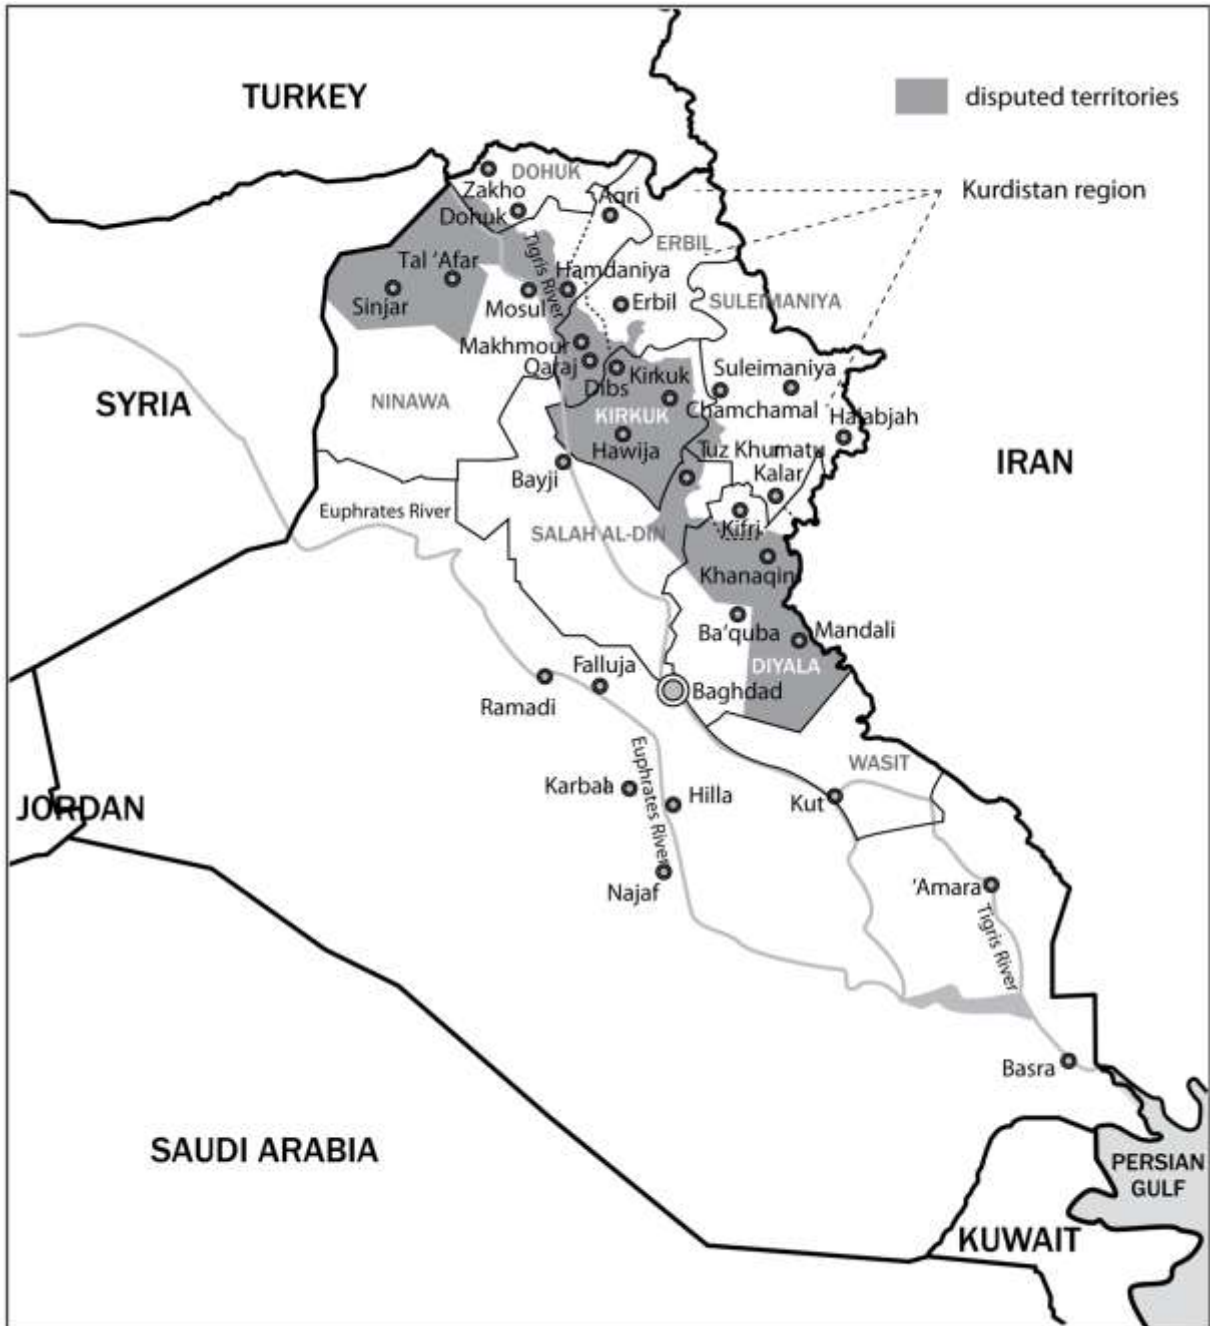 TURKEY
disputed territories
DOHUK
Zakho
Kurdistan region
Aqri
Dohuk
Tigris River
ERBIL
Tal 'Afar
Hamdaniya
Sinjar
Mosul
Erbil
SULEIMANIYA
Makhmour
Qaraj
Suleimaniya
Dibs
Kirkuk
SYRIA
NINAWA
KIRKUK
Chamchamal
Halabjah
Hawija
Tuz Khumatu
IRAN
Bayji
Kalar
Euphrates River
SALAH AL-DIN
Kifri
Khanaqin
Ba'quba
Mandali
Falluja
DIYALA
Ramadi
Baghdad
Euphrates River
WASIT
Karbala
Hilla
Kut
JORDAN
Najaf
'Amara
Tigris River
Basra
SAUDI ARABIA
PERSIAN
GULF
KUWAIT